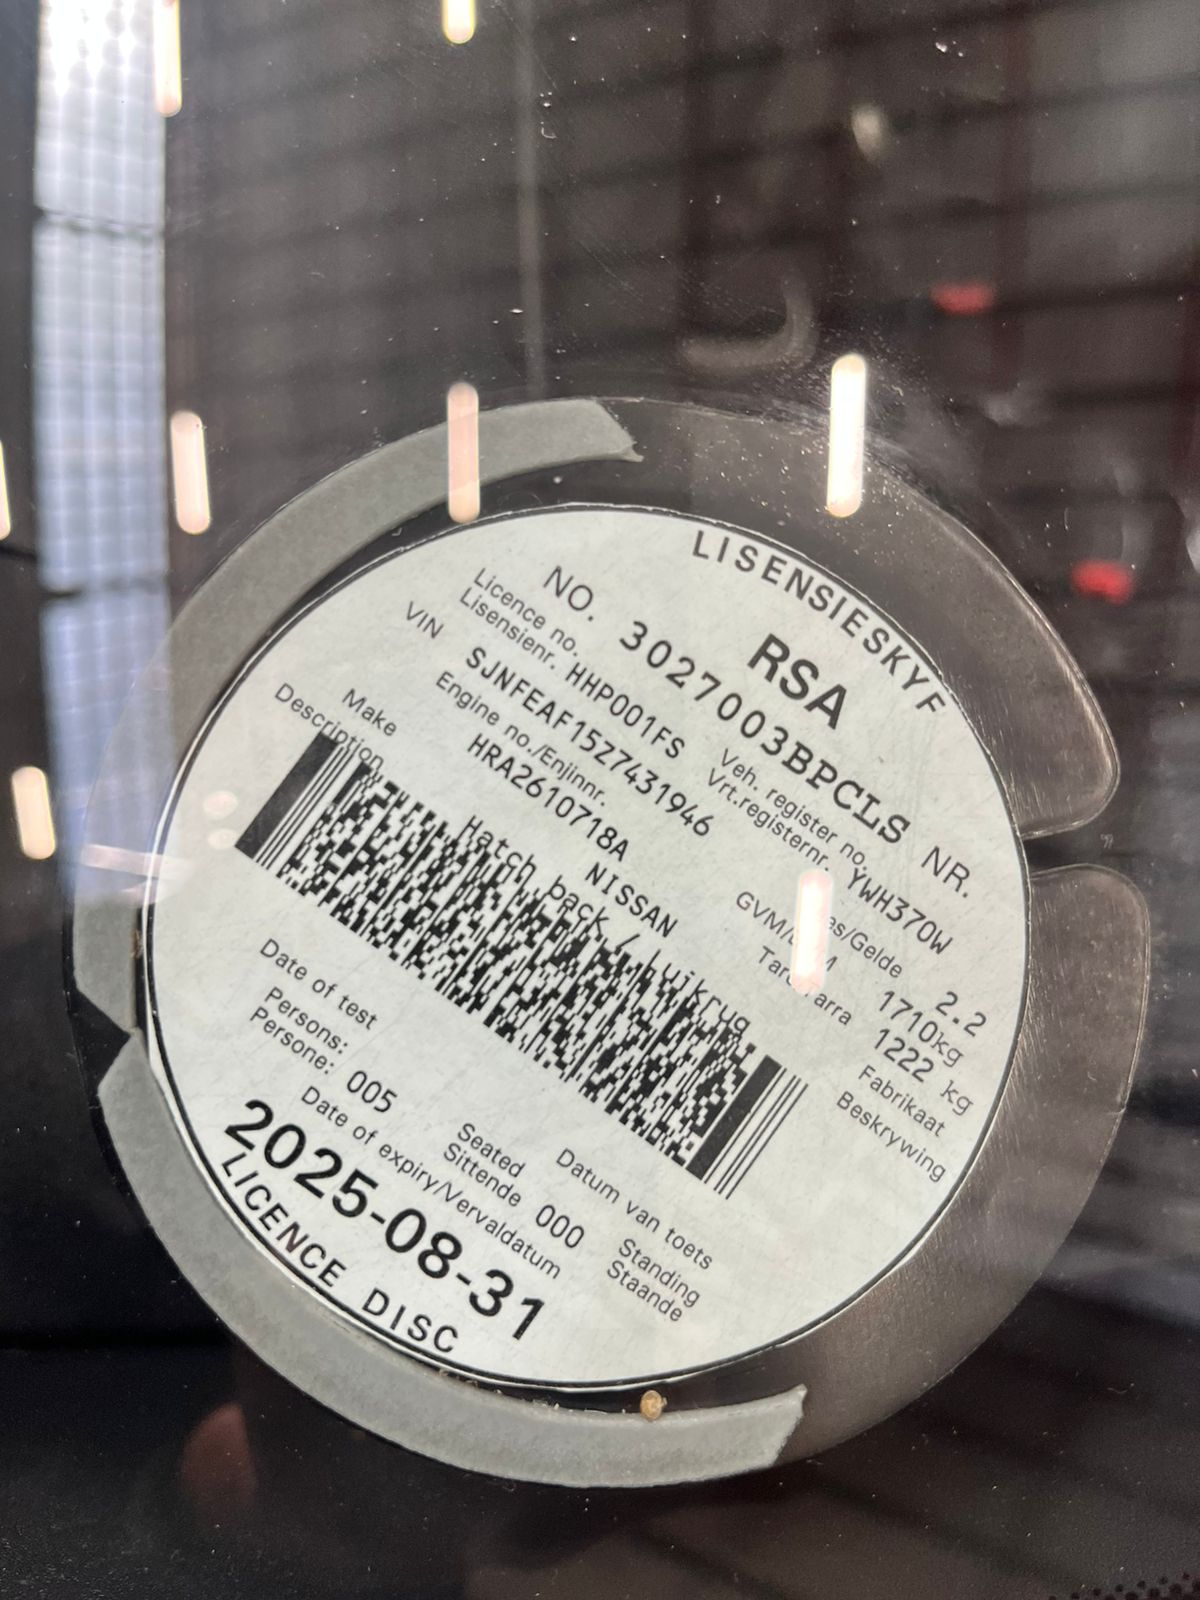 LISENSIESKYF
RSA
NO. 3027003BPCLS NR.
Licence no.
Lisensienr. HHP001FS
Veh. register no.
Vrt.registernr. YWH370W
VIN SJNFEAF15Z7431946
Engine no./Enjinnr.
HRA2610718A
/Gelde 2.2
1710kg
1222 kg
Make NISSAN Fabrikaat
Description Hatch back / Luikrug Beskrywing
Date of test Datum van toets
Persons:
Persone: 005
Seated
Sittende 000
Standing
Staande
Date of expiry/Vervaldatum
2025-08-31
LICENCE DISC